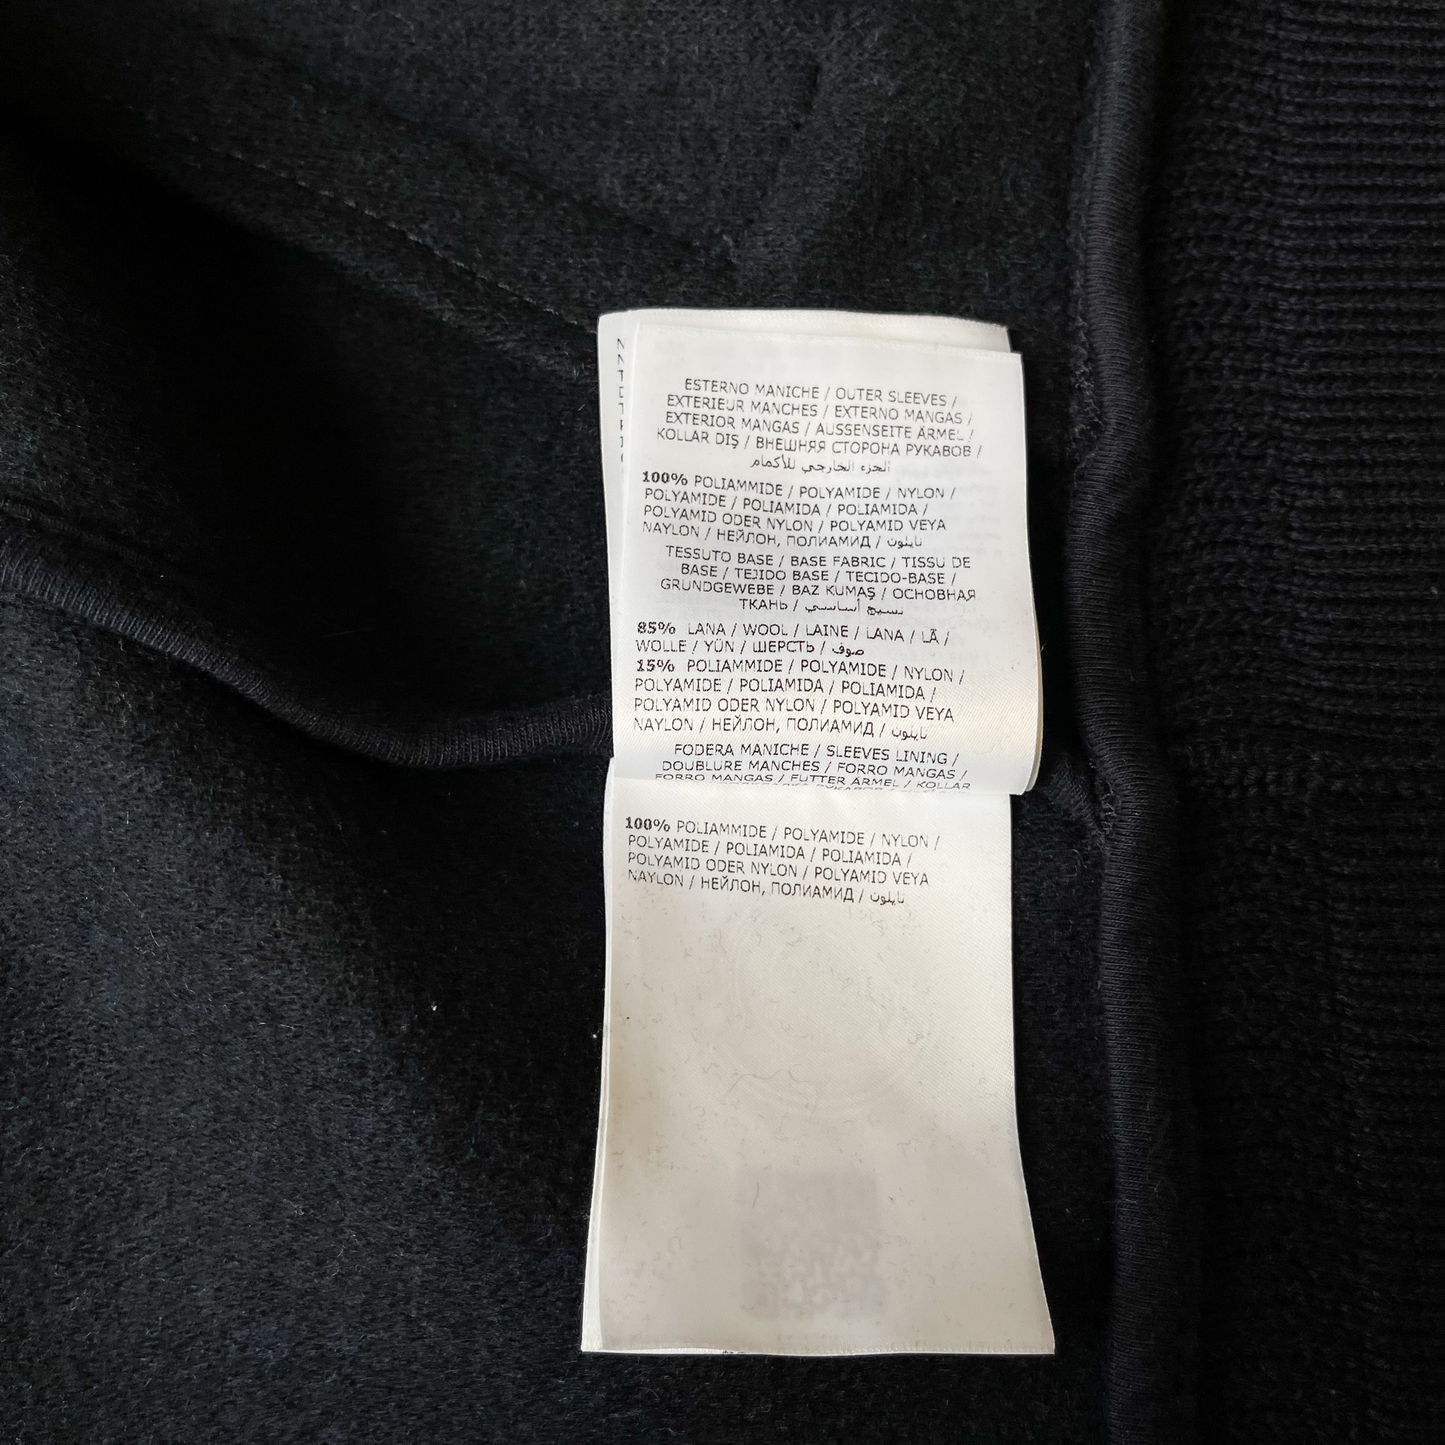 ESTERNO MANICHE / OUTER SLEEVES /
EXTERIEUR MANCHES / EXTERNO MANGAS /
EXTERIOR MANGAS / AUSSENSEITE ÄRMEL /
KOLLAR DIŞ / ВНЕШНЯЯ СТОРОНА РУКАВОВ /
الجزء الخارجي للأكمام
100% POLIAMMIDE / POLYAMIDE / NYLON /
POLYAMIDE / POLIAMIDA / POLIAMIDA /
POLYAMID ODER NYLON / POLYAMID VEYA
NAYLON / НЕЙЛОН, ПОЛИАМИД / نايلون
TESSUTO BASE / BASE FABRIC / TISSU DE
BASE / TEJIDO BASE / TECIDO-BASE /
GRUNDGEWEBE / BAZ KUMAŞ / ОСНОВНАЯ
ТКАНЬ / نسيج أساسي
85% LANA / WOOL / LAINE / LANA / LÃ /
WOLLE / YÜN / ШЕРСТЬ / صوف
15% POLIAMMIDE / POLYAMIDE / NYLON /
POLYAMIDE / POLIAMIDA / POLIAMIDA /
POLYAMID ODER NYLON / POLYAMID VEYA
NAYLON / НЕЙЛОН, ПОЛИАМИД / نايلون
FODERA MANICHE / SLEEVES LINING /
DOUBLURE MANCHES / FORRO MANGAS /
FORRO MANGAS / FUTTER ÄRMEL / KOLLAR
100% POLIAMMIDE / POLYAMIDE / NYLON /
POLYAMIDE / POLIAMIDA / POLIAMIDA /
POLYAMID ODER NYLON / POLYAMID VEYA
NAYLON / НЕЙЛОН, ПОЛИАМИД / نايلون